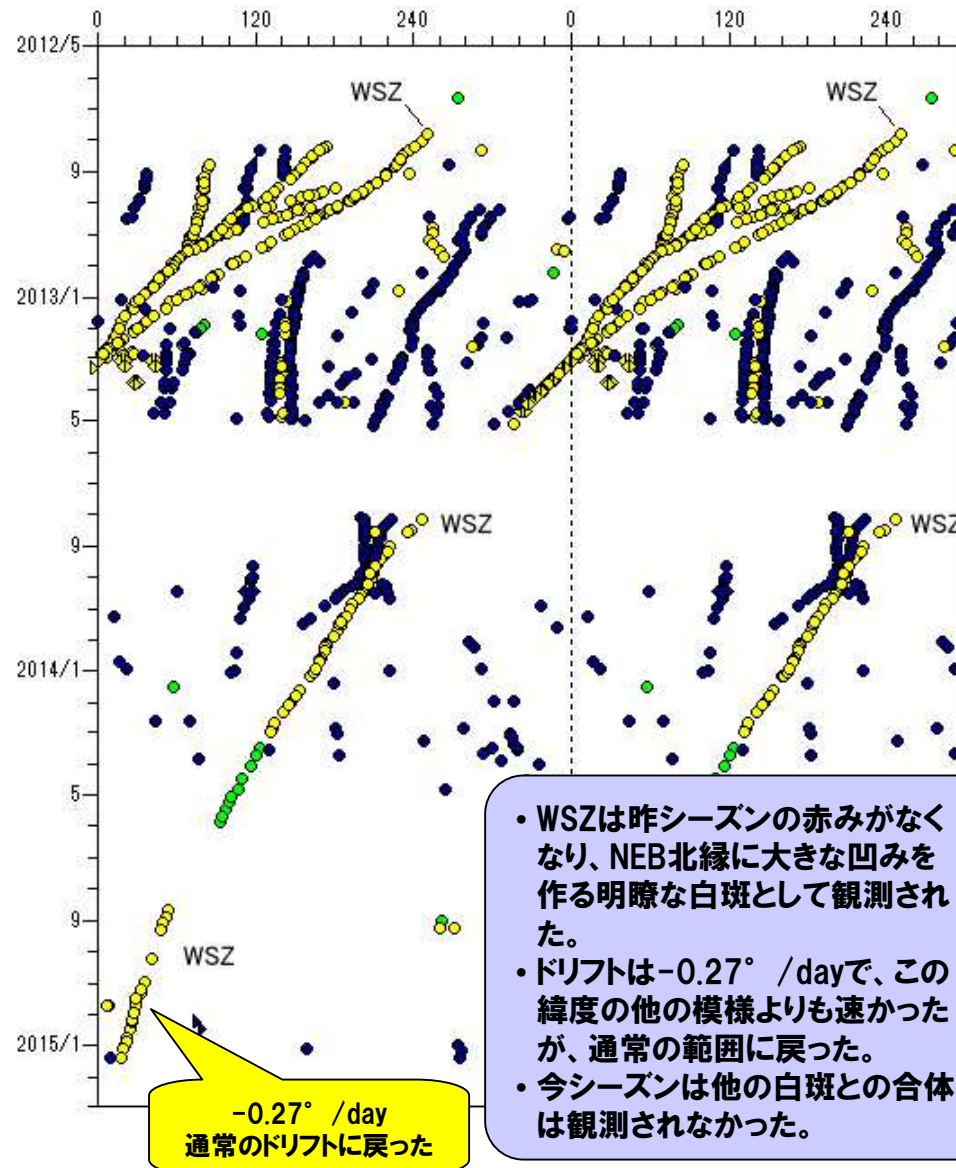 0 120 240 0 120 240
2012/5
WSZ WSZ
9
2013/1
5
WSZ WSZ
9
2014/1
5
・WSZは昨シーズンの赤みがなく
なり、NEB北縁に大きな凹みを
作る明瞭な白斑として観測され
た。
9
WSZ
・ドリフトは-0.27°/dayで、この
緯度の他の模様よりも速かった
が、通常の範囲に戻った。
2015/1
・今シーズンは他の白斑との合体
は観測されなかった。
-0.27°/day
通常のドリフトに戻った